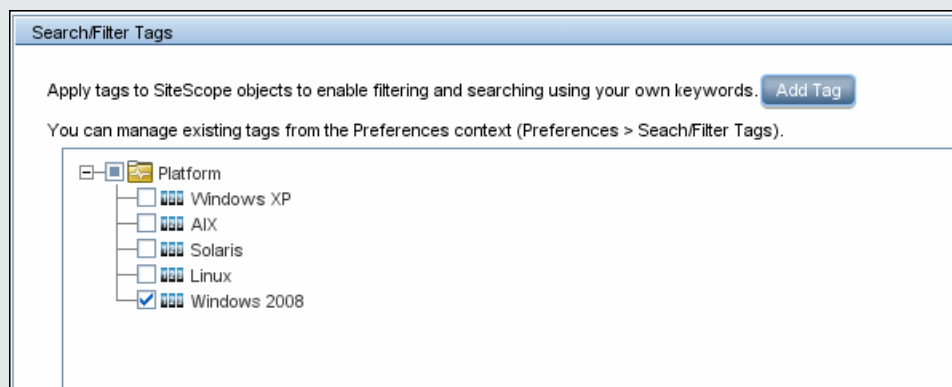 Search/Filter Tags
Apply tags to SiteScope objects to enable filtering and searching using your own keywords. Add Tag
You can manage existing tags from the Preferences context (Preferences > Seach/Filter Tags).
Platform
Windows XP
AIX
Solaris
Linux
Windows 2008